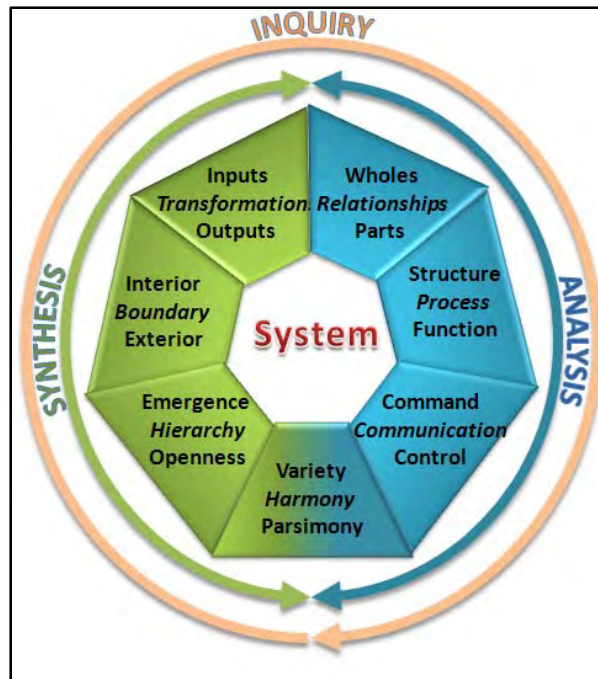 INQUIRY
SYNTHESIS
ANALYSIS
Inputs
Transformation
Outputs
Wholes
Relationships
Parts
Interior
Boundary
Exterior
System
Structure
Process
Function
Emergence
Hierarchy
Openness
Command
Communication
Control
Variety
Harmony
Parsimony